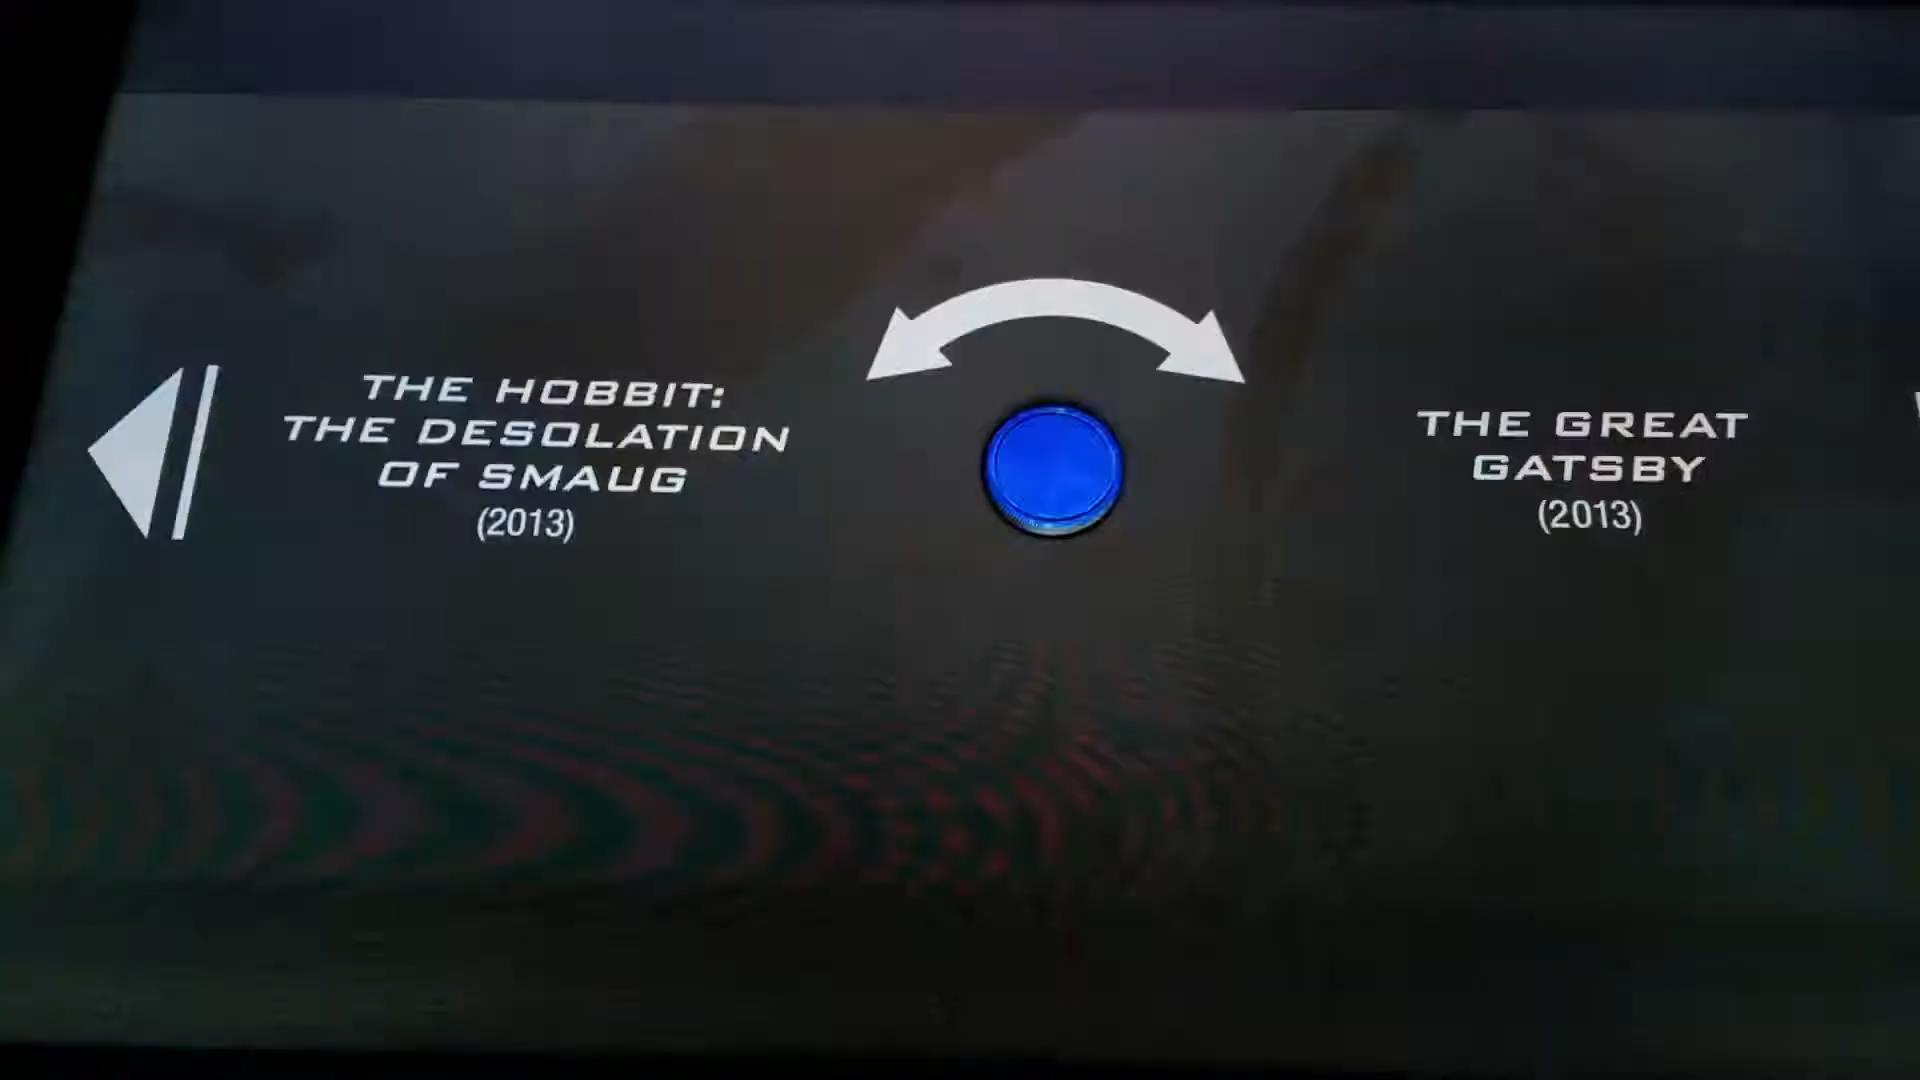 THE HOBBIT:
THE DESOLATION
OF SMAUG
(2013)
THE GREAT
GATSBY
(2013)